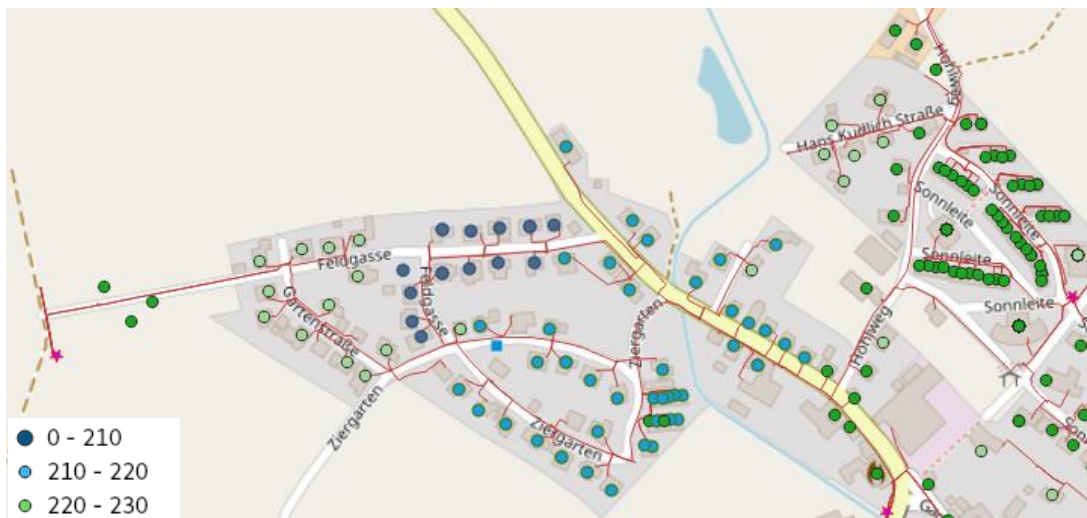 Hohlweg
Hans Kudlich Straße
Sonnleite
Sonnleite
Feldgasse
Feldgasse
Sonnleite
Gartenstraße
Sonnleite
Ziergarten
Hohlweg
Ziergarten
Ziergarten
0 - 210
210 - 220
220 - 230